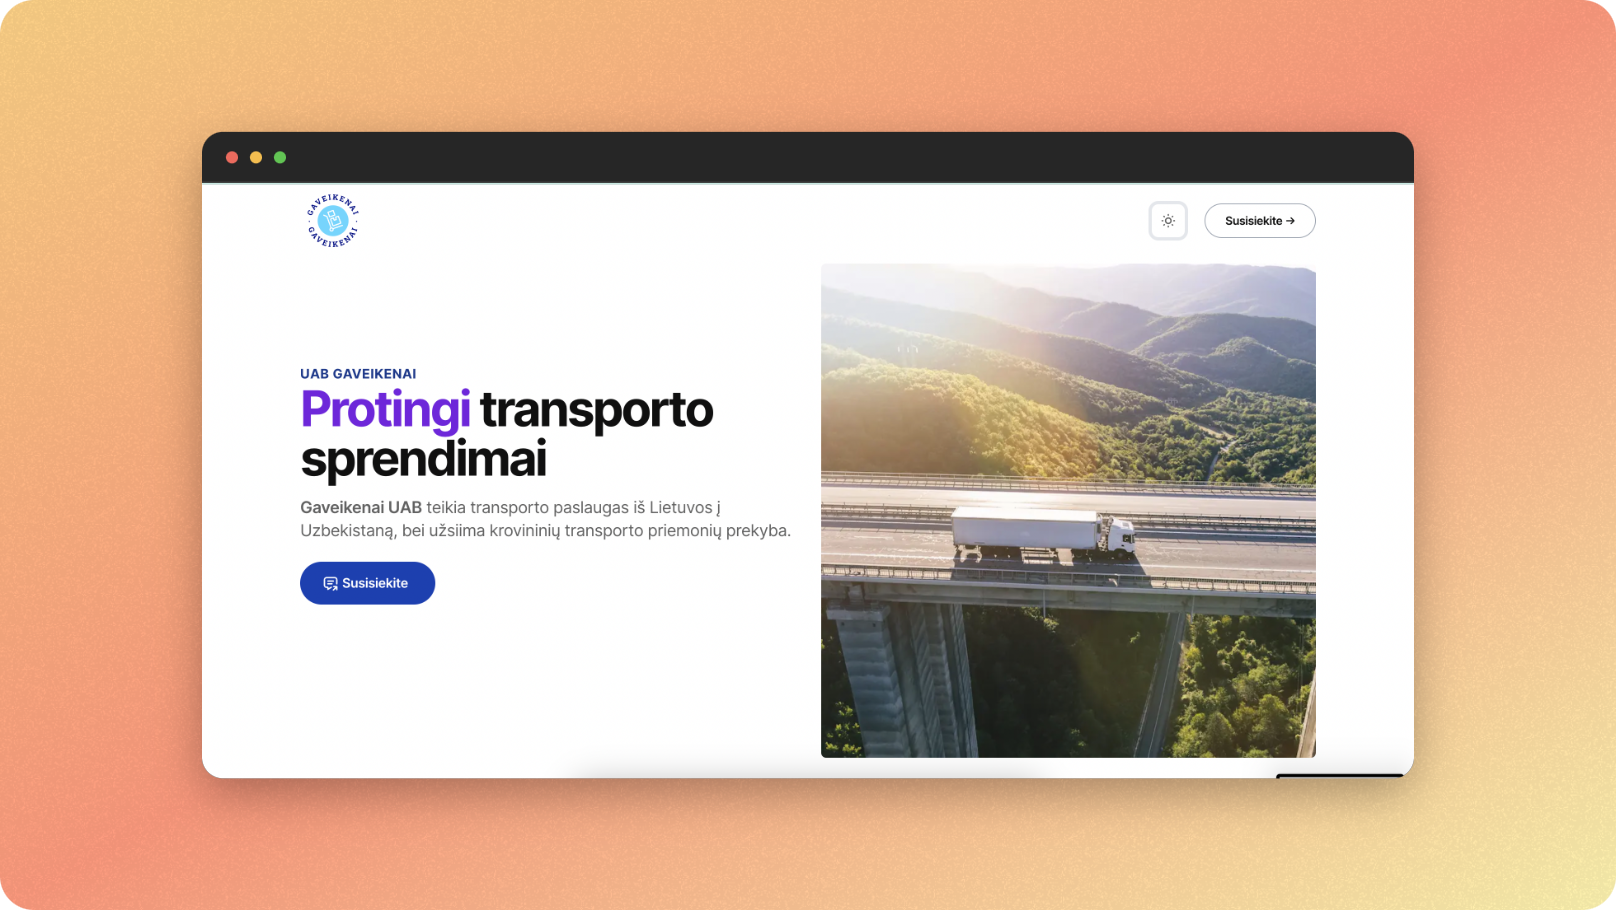 GAVEIKENAI · GAVEIKENAI ·
Susisiekite →
UAB GAVEIKENAI
Protingi transporto
sprendimai
Gaveikenai UAB teikia transporto paslaugas iš Lietuvos į
Uzbekistaną, bei užsiima krovininių transporto priemonių prekyba.
Susisiekite